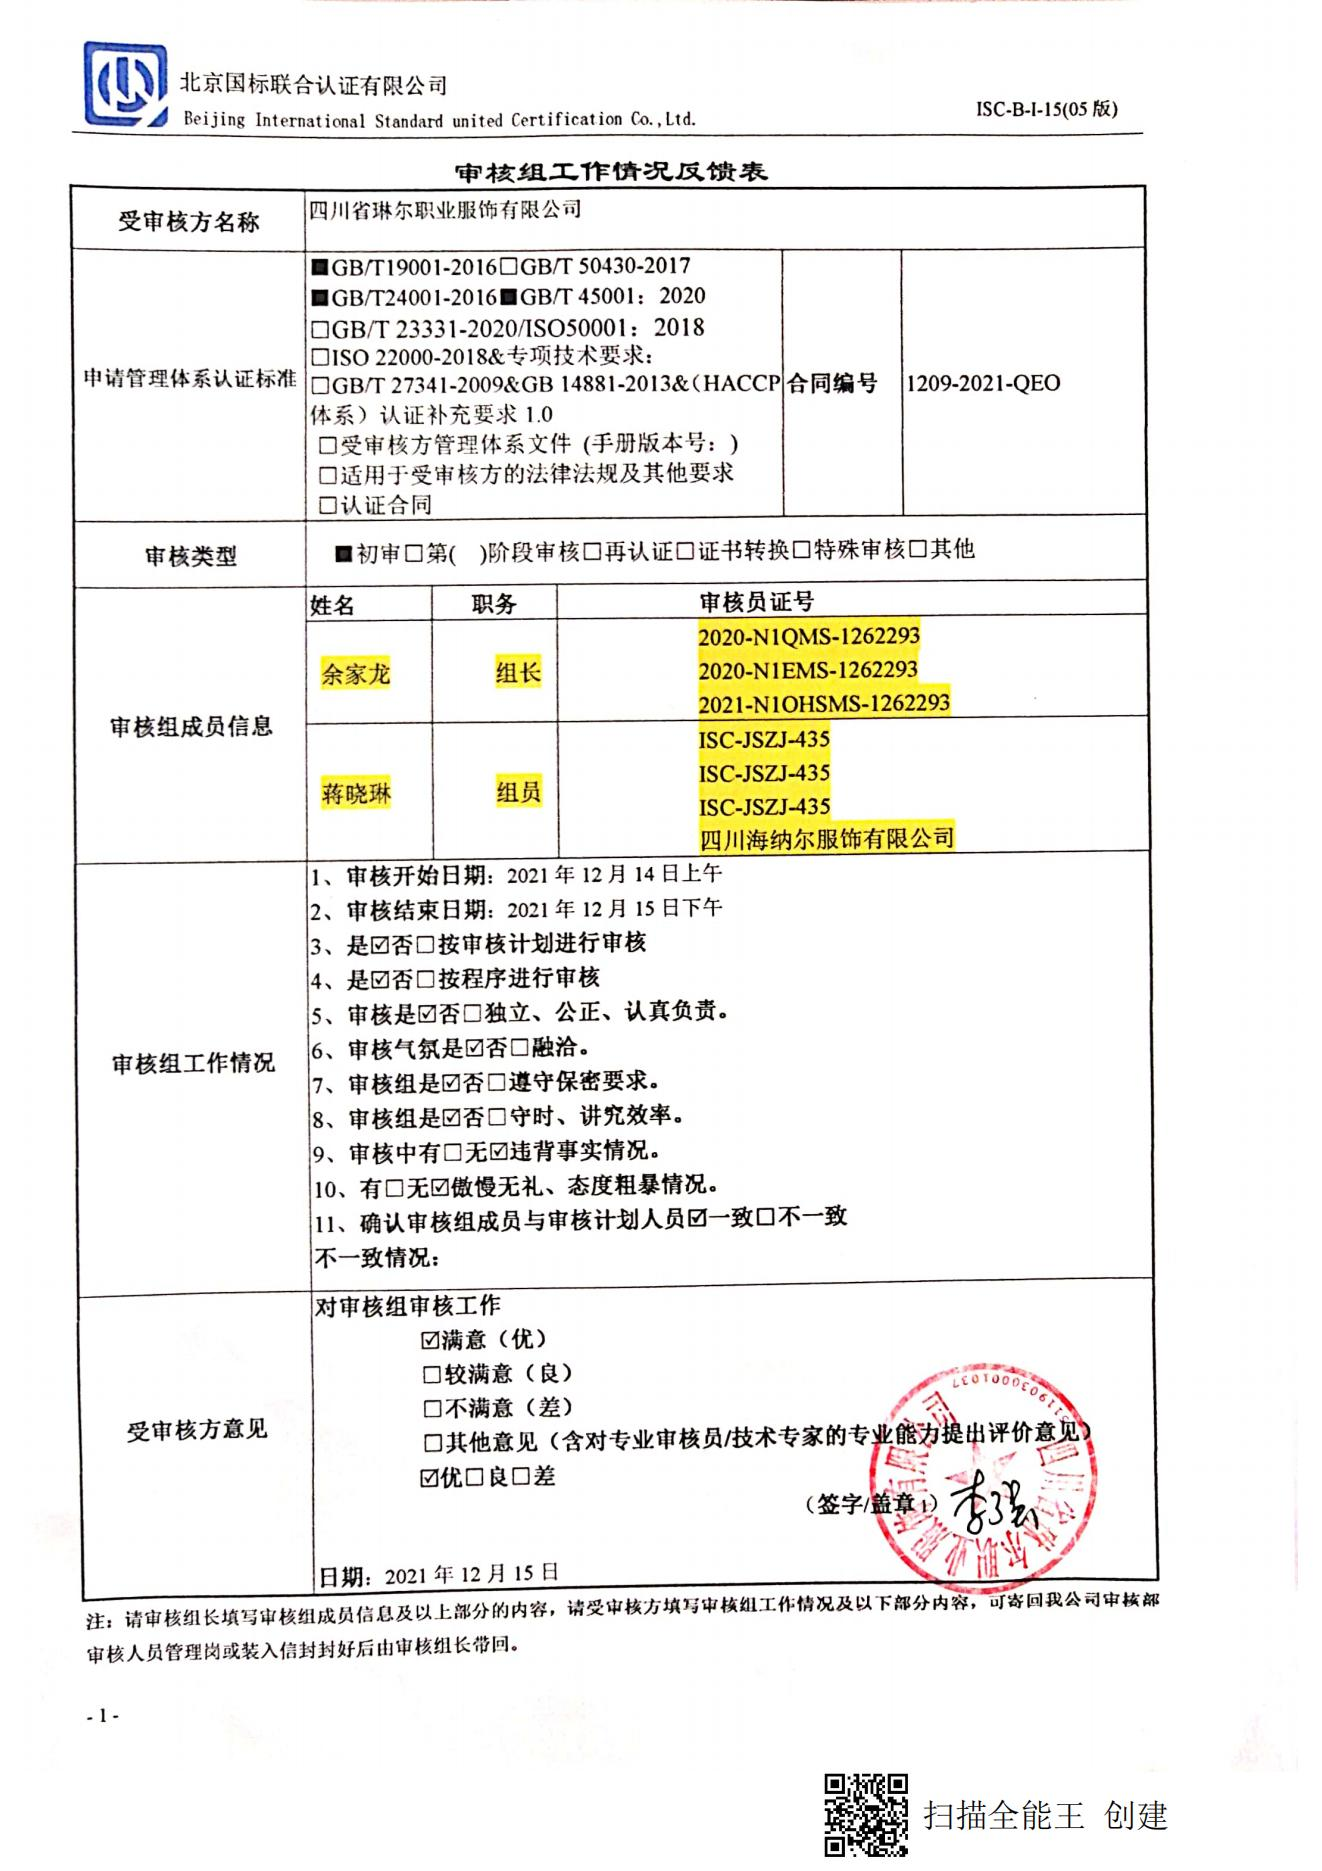 北京国标联合认证有限公司
Beijing International Standard united Certification Co.,Ltd.
ISC-B-I-15(05 版)
审核组工作情况反馈表
受审核方名称
四川省琳尔职业服饰有限公司
申请管理体系认证标准
■GB/T19001-2016□GB/T 50430-2017
■GB/T24001-2016■GB/T 45001：2020
□GB/T 23331-2020/ISO50001：2018
□ISO 22000-2018&专项技术要求：
□GB/T 27341-2009&GB 14881-2013&（HACCP
体系）认证补充要求 1.0
□受审核方管理体系文件 (手册版本号：)
□适用于受审核方的法律法规及其他要求
□认证合同
合同编号
1209-2021-QEO
审核类型
■初审□第( )阶段审核□再认证□证书转换□特殊审核□其他
审核组成员信息
姓名 职务 审核员证号
余家龙 组长
2020-N1QMS-1262293
2020-N1EMS-1262293
2021-N1OHSMS-1262293
蒋晓琳 组员
ISC-JSZJ-435
ISC-JSZJ-435
ISC-JSZJ-435
四川海纳尔服饰有限公司
审核组工作情况
1、审核开始日期：2021 年 12 月 14 日上午
2、审核结束日期：2021 年 12 月 15 日下午
3、是☑否□按审核计划进行审核
4、是☑否□按程序进行审核
5、审核是☑否□独立、公正、认真负责。
6、审核气氛是☑否□融洽。
7、审核组是☑否□遵守保密要求。
8、审核组是☑否□守时、讲究效率。
9、审核中有□无☑违背事实情况。
10、有□无☑傲慢无礼、态度粗暴情况。
11、确认审核组成员与审核计划人员☑一致□不一致
不一致情况：
受审核方意见
对审核组审核工作
☑满意（优）
□较满意（良）
□不满意（差）
□其他意见（含对专业审核员/技术专家的专业能力提出评价意见）
☑优□良□差
（签字/盖章）
四川省琳尔职业服饰有限公司
日期：2021 年 12 月 15 日
注：请审核组长填写审核组成员信息及以上部分的内容，请受审核方填写审核组工作情况及以下部分内容，可寄回我公司审核部
审核人员管理岗或装入信封封好后由审核组长带回。
- 1 -
扫描全能王 创建